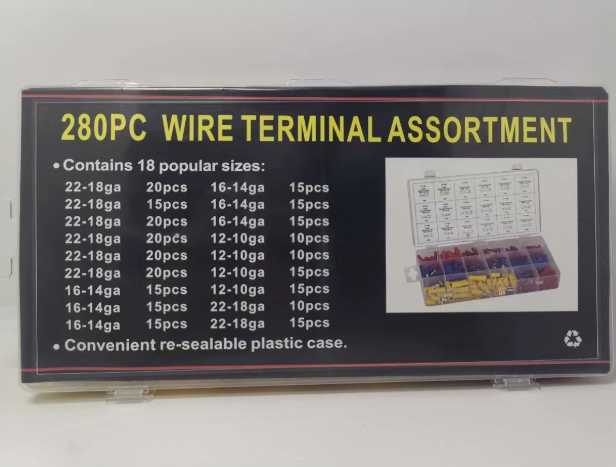 280PC WIRE TERMINAL ASSORTMENT
• Contains 18 popular sizes:
22-18ga 20pcs 16-14ga 15pcs
22-18ga 15pcs 16-14ga 15pcs
22-18ga 20pcs 16-14ga 15pcs
22-18ga 20pcs 12-10ga 10pcs
22-18ga 20pcs 12-10ga 10pcs
22-18ga 20pcs 12-10ga 15pcs
16-14ga 15pcs 12-10ga 15pcs
16-14ga 15pcs 22-18ga 10pcs
16-14ga 15pcs 22-18ga 15pcs
• Convenient re-sealable plastic case.